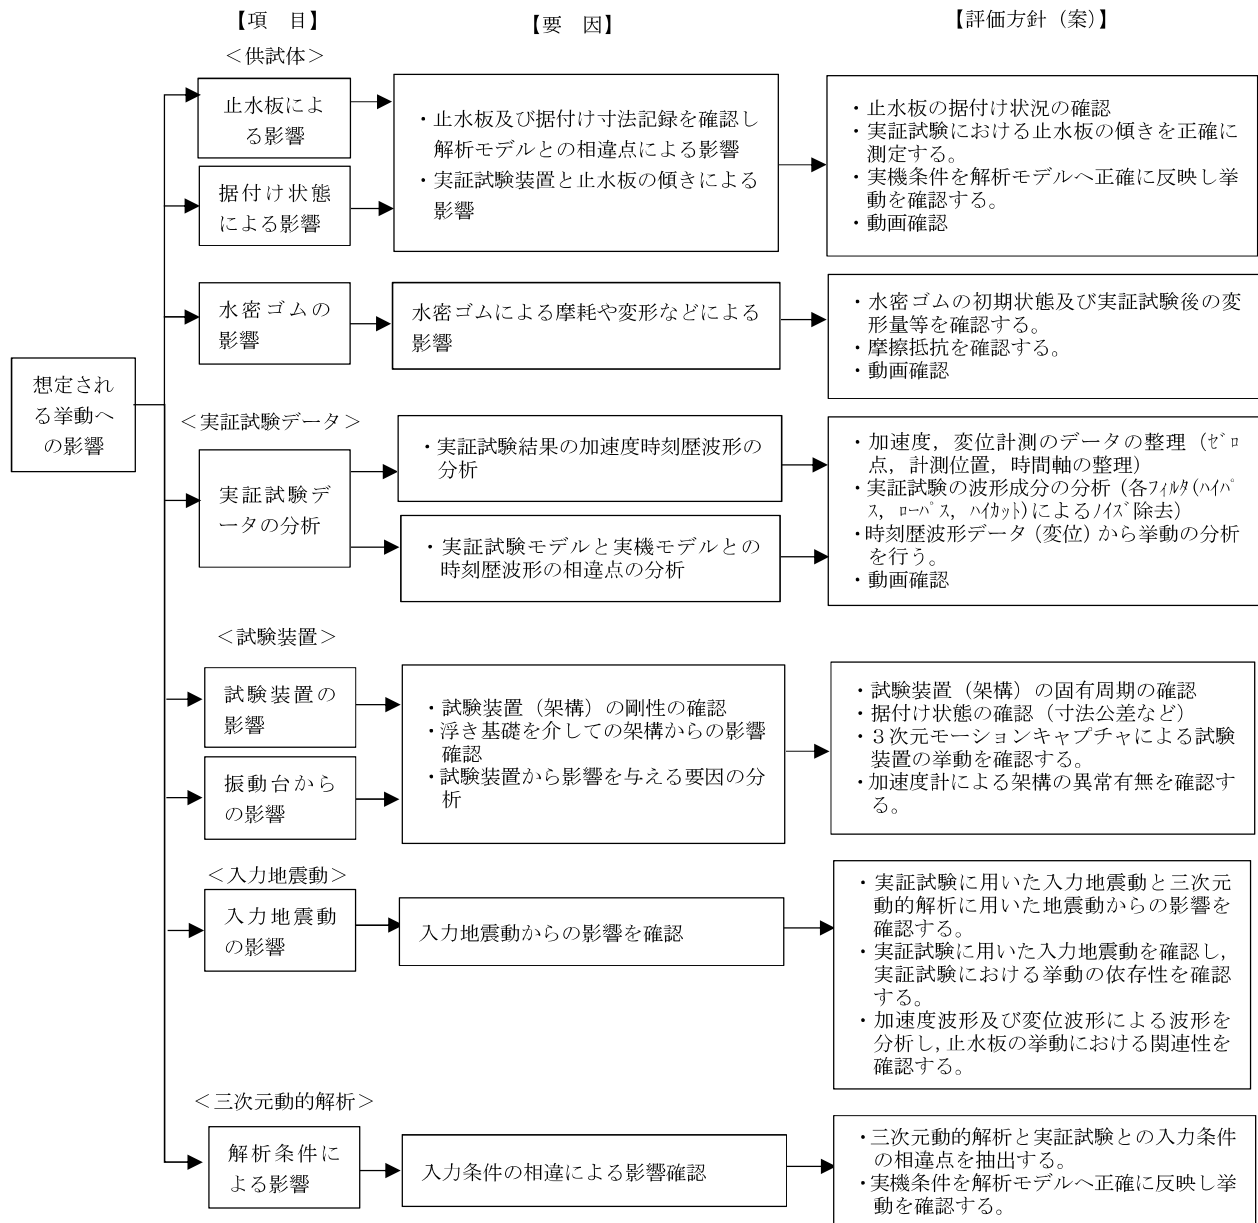 【項　目】
【要　因】
【評価方針（案）】
＜供試体＞
止水板によ
る影響
据付け状態
による影響
・止水板及び据付け寸法記録を確認し
解析モデルとの相違点による影響
・実証試験装置と止水板の傾きによる
影響
・止水板の据付け状況の確認
・実証試験における止水板の傾きを正確に
測定する。
・実機条件を解析モデルへ正確に反映し挙
動を確認する。
・動画確認
水密ゴムの
影響
水密ゴムによる摩耗や変形などによる
影響
・水密ゴムの初期状態及び実証試験後の変
形量等を確認する。
・摩擦抵抗を確認する。
・動画確認
想定され
る挙動へ
の影響
＜実証試験データ＞
実証試験デ
ータの分析
・実証試験結果の加速度時刻歴波形の
分析
・実証試験モデルと実機モデルとの
時刻歴波形の相違点の分析
・加速度，変位計測のデータの整理（ｾﾞﾛ
点，計測位置，時間軸の整理）
・実証試験の波形成分の分析（各ﾌｨﾙﾀ(ﾊｲﾊﾟ
ｽ，ﾛｰﾊﾟｽ，ﾊｲｶｯﾄ)によるﾉｲｽﾞ除去）
・時刻歴波形データ（変位）から挙動の分析
を行う。
・動画確認
＜試験装置＞
試験装置の
影響
振動台から
の影響
・試験装置（架構）の剛性の確認
・浮き基礎を介しての架構からの影響
確認
・試験装置から影響を与える要因の分
析
・試験装置（架構）の固有周期の確認
・据付け状態の確認（寸法公差など）
・３次元モーションキャプチャによる試験
装置の挙動を確認する。
・加速度計による架構の異常有無を確認す
る。
＜入力地震動＞
入力地震動
の影響
入力地震動からの影響を確認
・実証試験に用いた入力地震動と三次元
動的解析に用いた地震動からの影響を
確認する。
・実証試験に用いた入力地震動を確認し，
実証試験における挙動の依存性を確認
する。
・加速度波形及び変位波形による波形を
分析し，止水板の挙動における関連性を
確認する。
＜三次元動的解析＞
解析条件に
よる影響
入力条件の相違による影響確認
・三次元動的解析と実証試験との入力条件
の相違点を抽出する。
・実機条件を解析モデルへ正確に反映し挙
動を確認する。